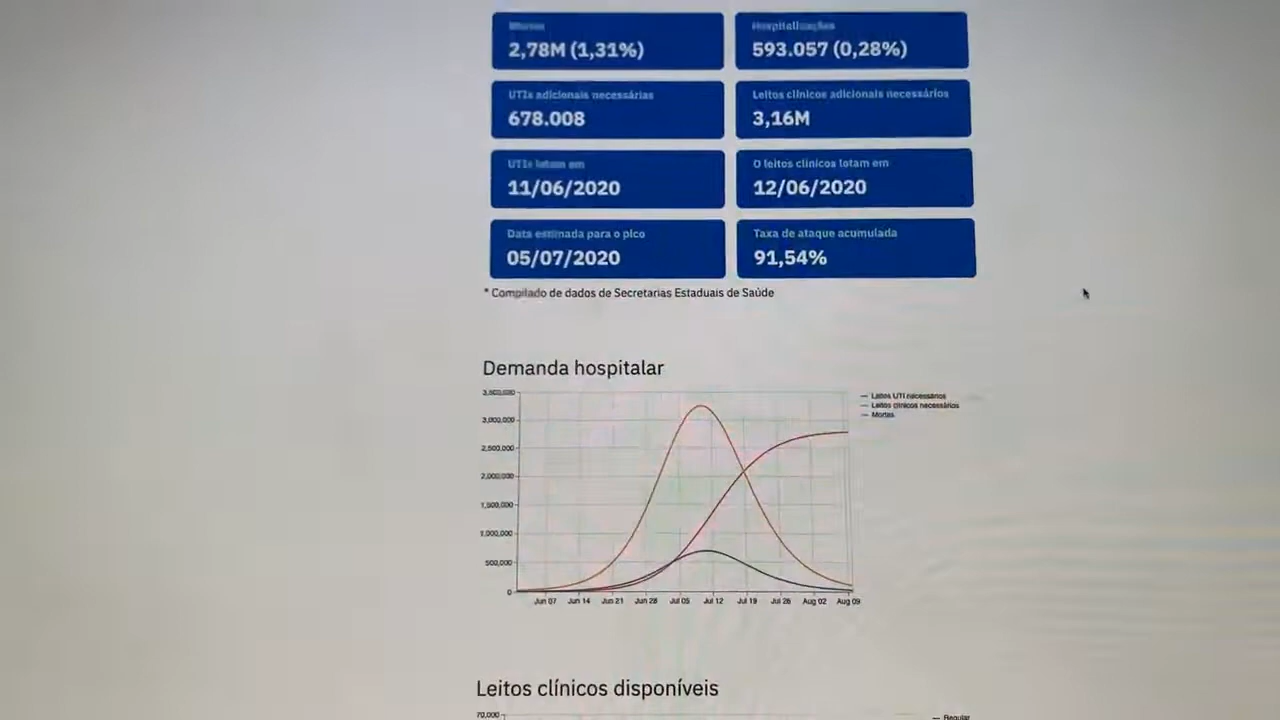 Hospitalizações
2,78M (1,31%)
593.057 (0,28%)
UTIs adicionais necessárias
Leitos clínicos adicionais necessários
678.008
3,16M
UTIs lotam em
O leitos clínicos lotam em
11/06/2020
12/06/2020
Data estimada para o pico
Taxa de ataque acumulada
05/07/2020
91,54%
* Compilado de dados de Secretarias Estaduais de Saúde
Demanda hospitalar
3,500,000
3,000,000
2,500,000
2,000,000
1,500,000
1,000,000
500,000
0
Jun 07 Jun 14 Jun 21 Jun 28 Jul 05 Jul 12 Jul 19 Jul 26 Aug 02 Aug 09
Leitos UTI necessários
Leitos clínicos necessários
Mortes
Leitos clínicos disponíveis
70,000
Regular